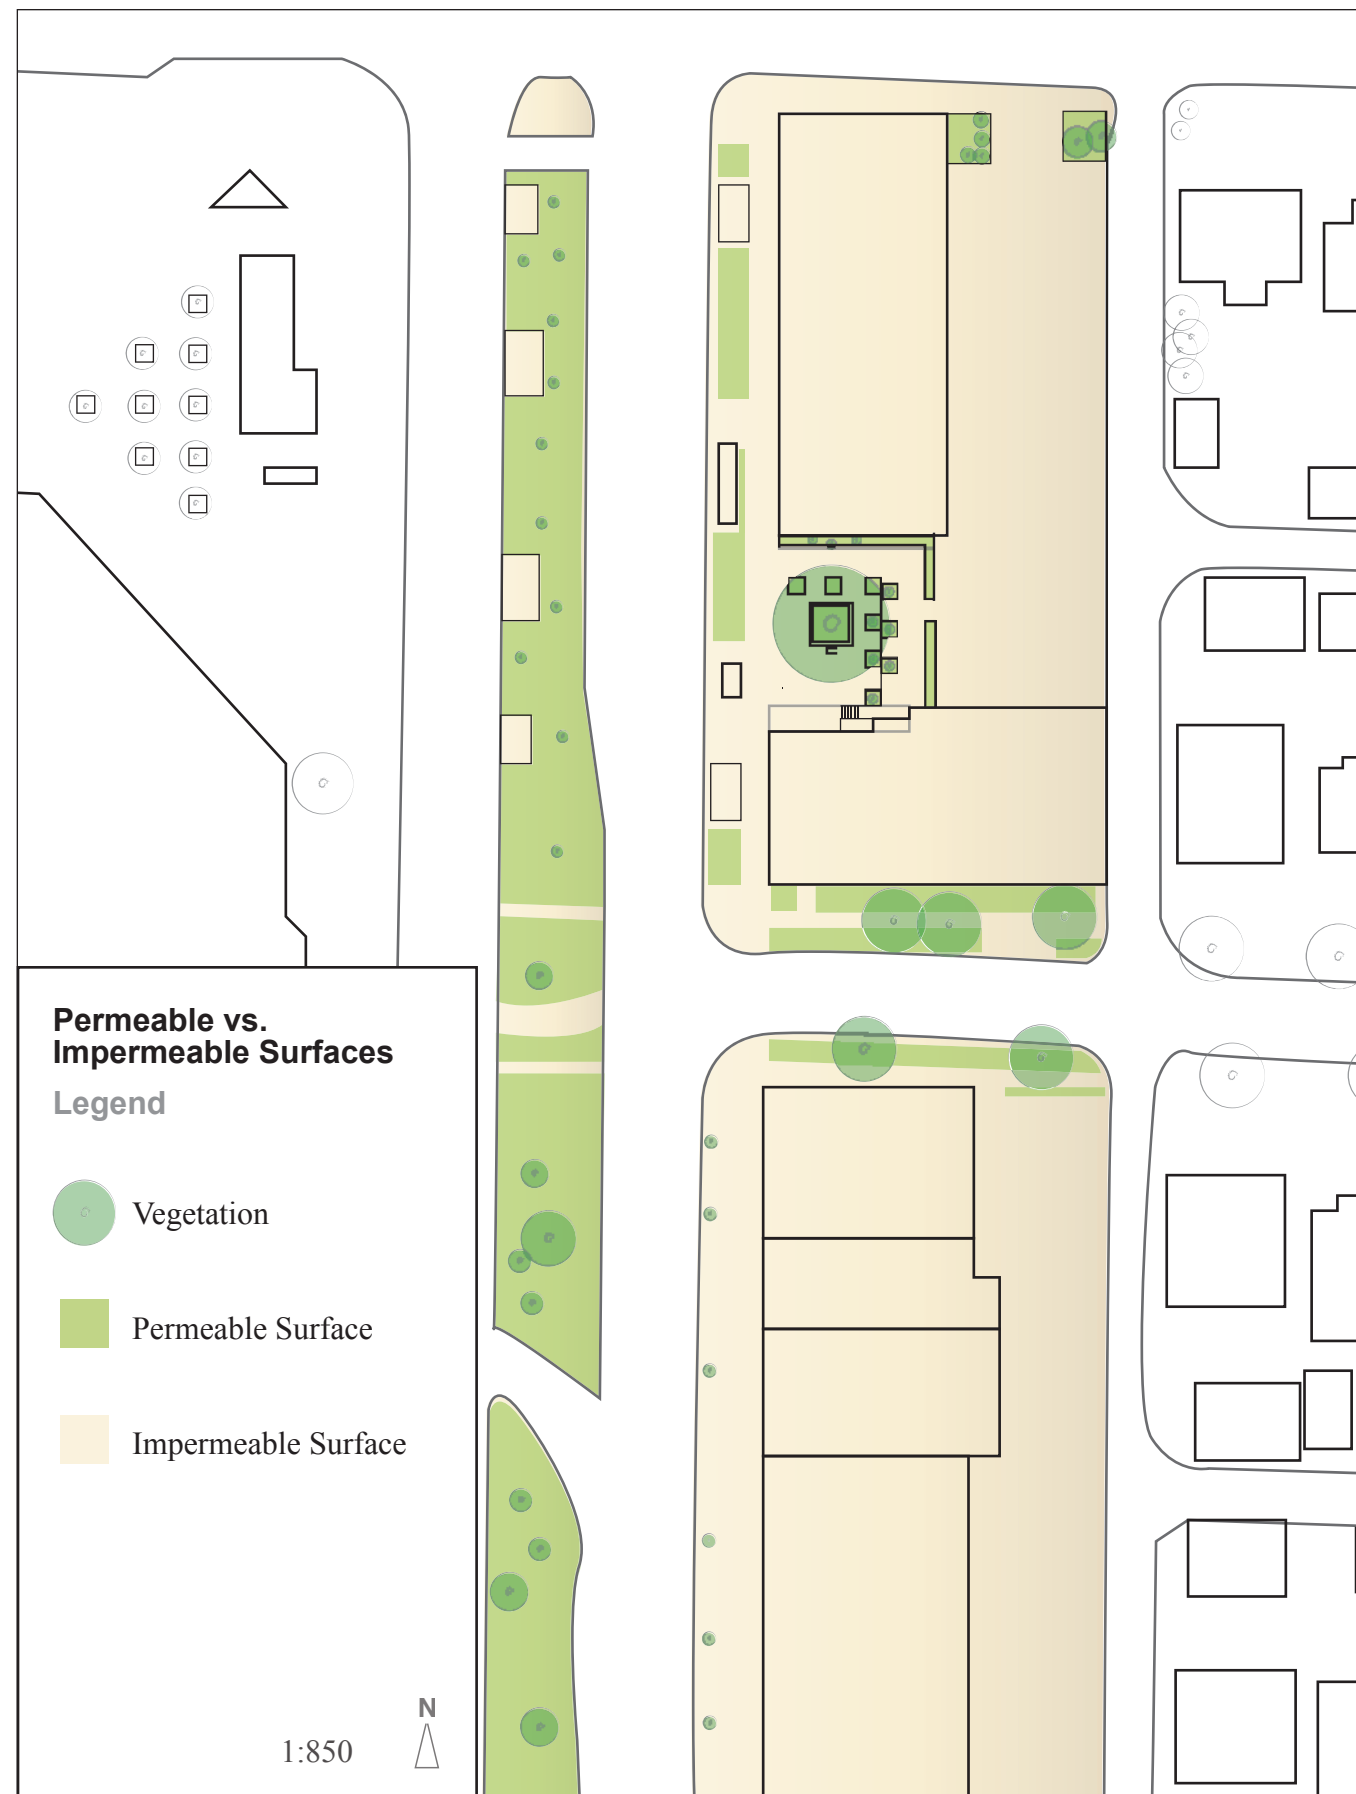 Permeable vs.
Impermeable Surfaces
Legend
Vegetation
Permeable Surface
Impermeable Surface
N
1:850